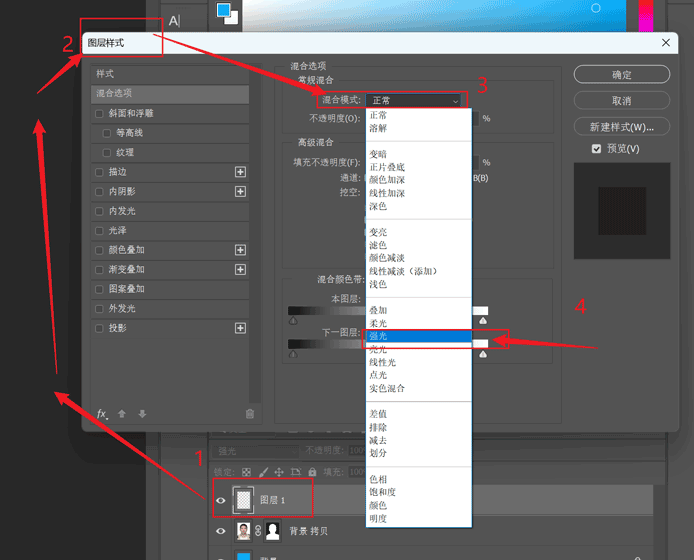 A
2
图层样式
样式
混合选项
斜面和浮雕
等高线
纹理
描边
内阴影
内发光
光泽
颜色叠加
渐变叠加
图案叠加
外发光
投影
fx
混合选项
常规混合
3
混合模式: 正常
不透明度(O): %
高级混合
填充不透明度(F): %
通道: B(B)
挖空:
混合颜色带:
本图层:
下一图层:
正常
溶解
变暗
正片叠底
颜色加深
线性加深
深色
变亮
滤色
颜色减淡
线性减淡（添加）
浅色
叠加
柔光
强光
亮光
线性光
点光
实色混合
差值
排除
减去
划分
色相
饱和度
颜色
明度
确定
取消
新建样式(W)...
预览(V)
4
1
强光 不透明度: 100%
锁定: 填充: 100%
图层 1
背景 拷贝